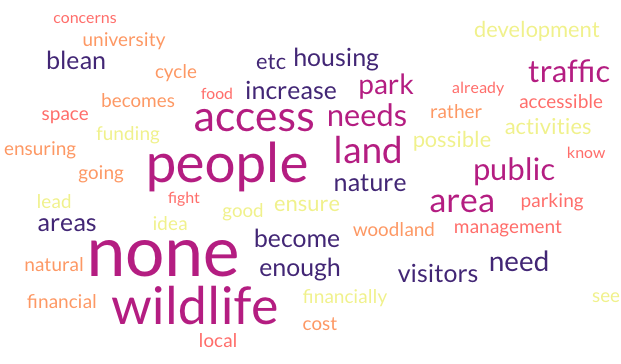 concerns
development
university
blean
etc
housing
cycle
traffic
park
food
increase
already
becomes
accessible
space
access
needs
rather
funding
possible
activities
ensuring
people
land
know
going
nature
public
lead
fight
good
ensure
area
parking
areas
idea
become
woodland
management
natural
none
enough
visitors
need
financial
wildlife
financially
see
cost
local